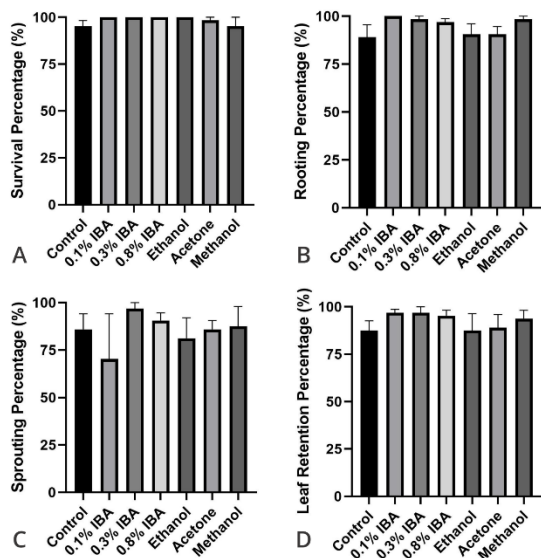 Survival Percentage (%)
100
75
50
25
0
Control
0.1% IBA
0.3% IBA
0.8% IBA
Ethanol
Acetone
Methanol
A
Rooting Percentage (%)
100
75
50
25
0
Control
0.1% IBA
0.3% IBA
0.8% IBA
Ethanol
Acetone
Methanol
B
Sprouting Percentage (%)
100
75
50
25
0
Control
0.1% IBA
0.3% IBA
0.8% IBA
Ethanol
Acetone
Methanol
C
Leaf Retention Percentage (%)
100
75
50
25
0
Control
0.1% IBA
0.3% IBA
0.8% IBA
Ethanol
Acetone
Methanol
D